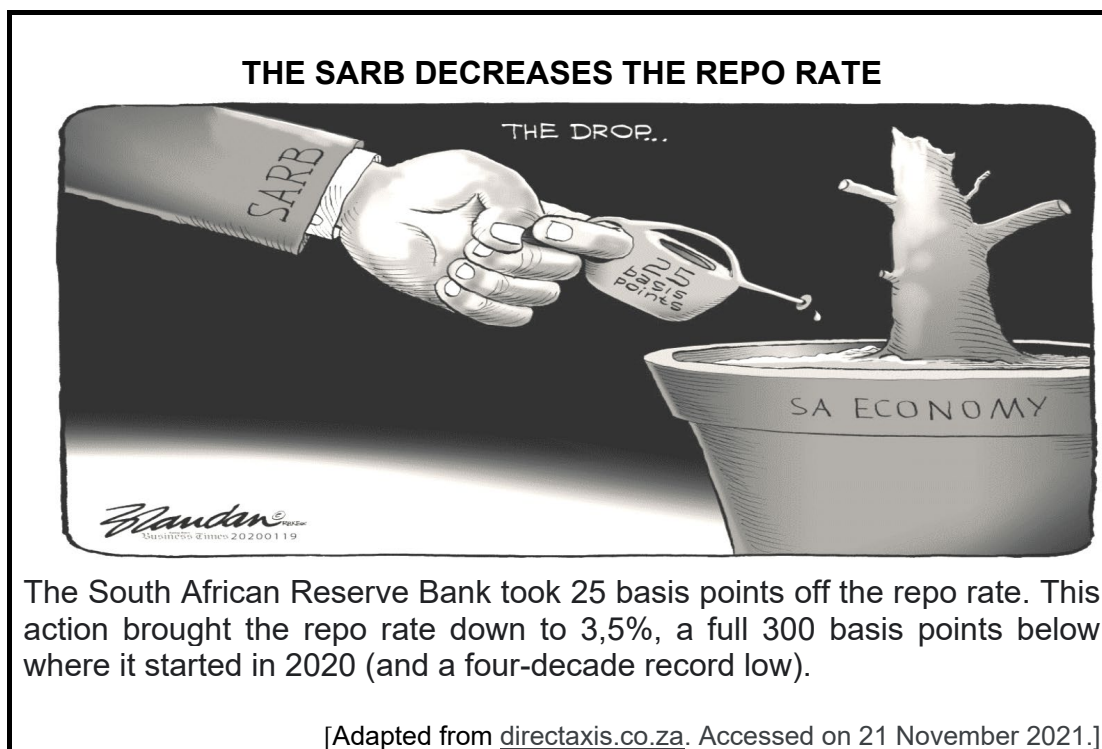 THE SARB DECREASES THE REPO RATE
THE DROP...
SARB
25
basis
points
SA ECONOMY
Brandan ©
Business Times 20200119
The South African Reserve Bank took 25 basis points off the repo rate. This
action brought the repo rate down to 3,5%, a full 300 basis points below
where it started in 2020 (and a four-decade record low).
[Adapted from directaxis.co.za. Accessed on 21 November 2021.]